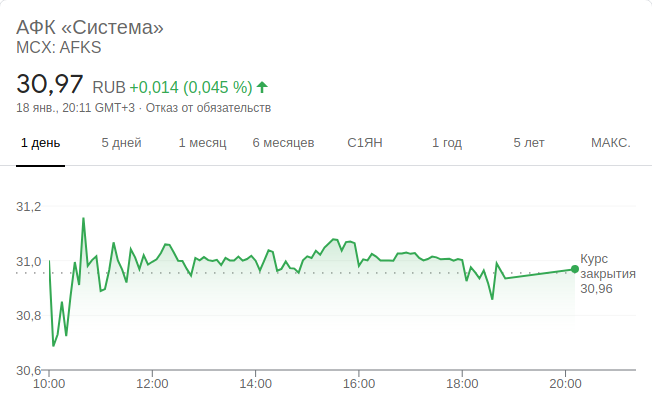 АФК «Система»
MCX: AFKS
30,97 RUB +0,014 (0,045 %)
18 янв., 20:11 GMT+3 · Отказ от обязательств
1 день 5 дней 1 месяц 6 месяцев С1ЯН 1 год 5 лет МАКС.
31,2
31,0
30,8
30,6
Курс
закрытия
30,96
10:00 12:00 14:00 16:00 18:00 20:00